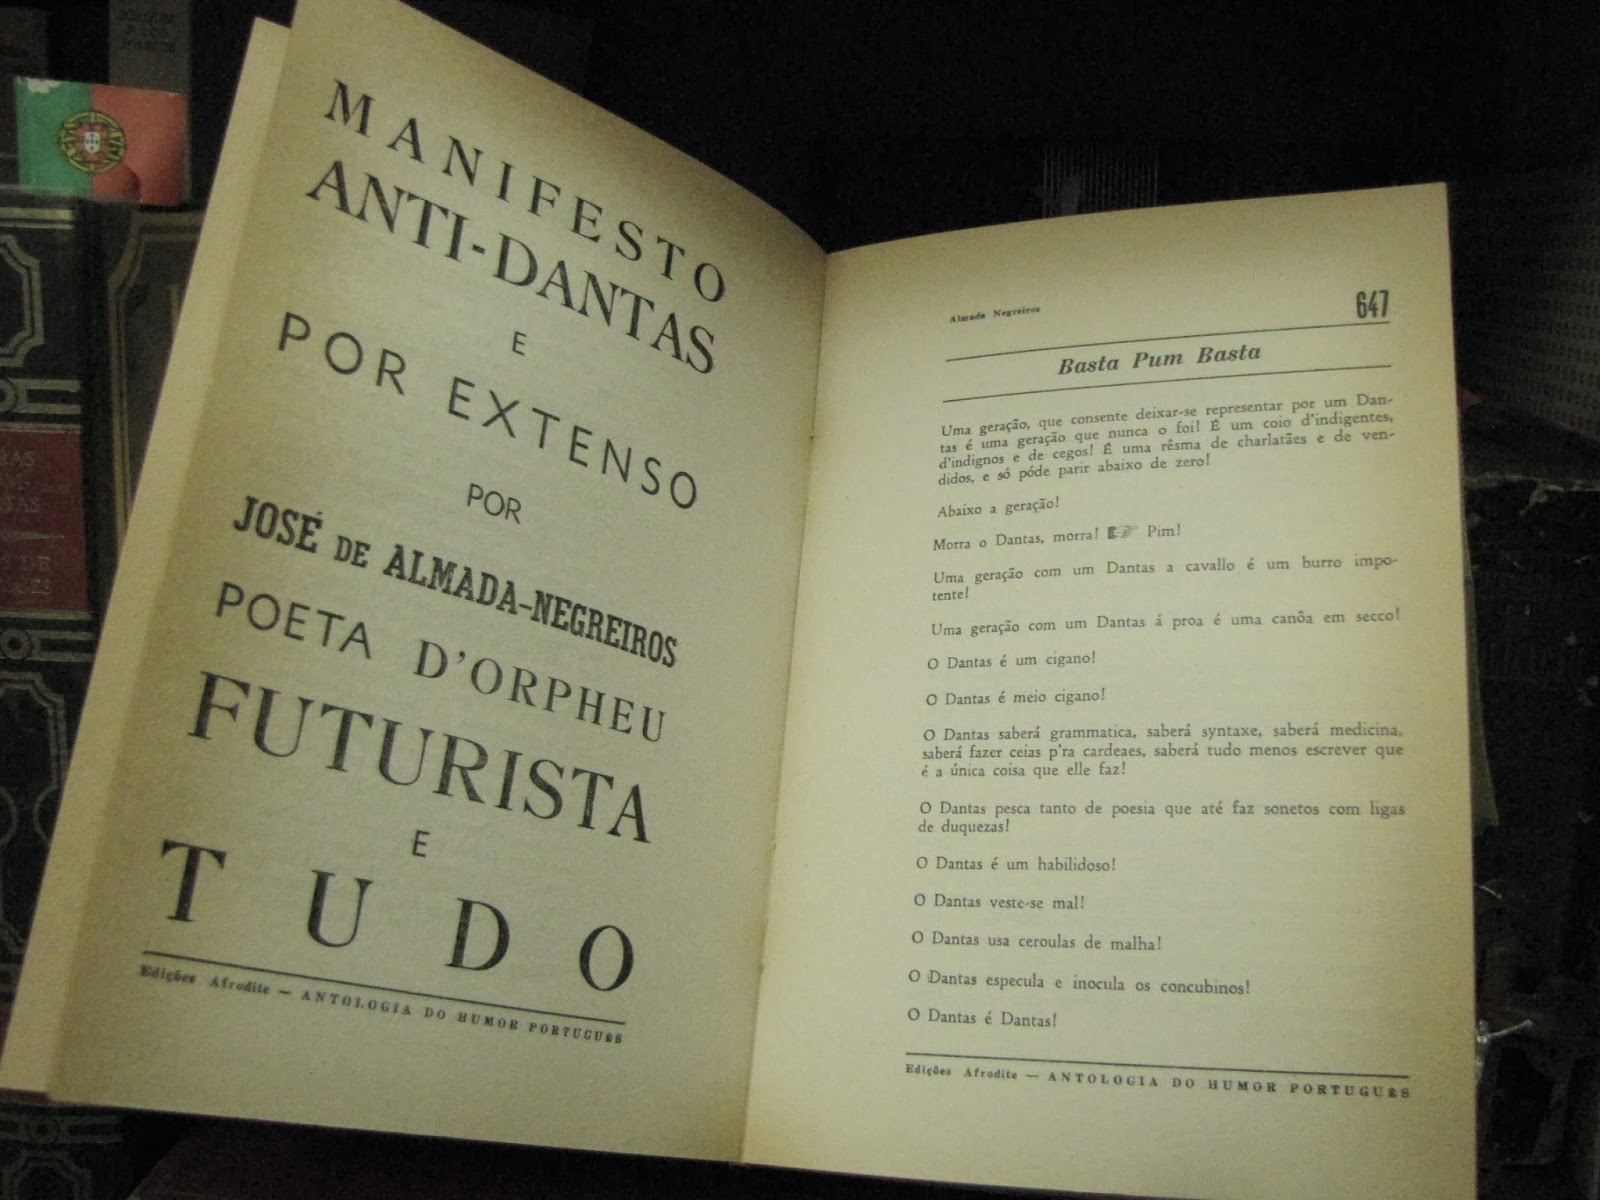 MANIFESTO
ANTI-DANTAS
E
POR EXTENSO
POR
JOSÉ DE ALMADA-NEGREIROS
POETA D'ORPHEU
FUTURISTA
E
TUDO
Edições Afrodite — ANTOLOGIA DO HUMOR PORTUGUÊS
Almada Negreiros
647
Basta Pum Basta
Uma geração, que consente deixar-se representar por um Dan-
tas é uma geração que nunca o foi! É um coio d'indigentes,
d'indignos e de cegos! É uma rêsma de charlatães e de ven-
didos, e só póde parir abaixo de zero!
Abaixo a geração!
Morra o Dantas, morra! ☞ Pim!
Uma geração com um Dantas a cavallo é um burro impo-
tente!
Uma geração com um Dantas á proa é uma canôa em secco!
O Dantas é um cigano!
O Dantas é meio cigano!
O Dantas saberá grammatica, saberá syntaxe, saberá medicina,
saberá fazer ceias p'ra cardeaes, saberá tudo menos escrever que
é a única coisa que elle faz!
O Dantas pesca tanto de poesia que até faz sonetos com ligas
de duquezas!
O Dantas é um habilidoso!
O Dantas veste-se mal!
O Dantas usa ceroulas de malha!
O Dantas especula e inocula os concubinos!
O Dantas é Dantas!
Edições Afrodite — ANTOLOGIA DO HUMOR PORTUGUÊS